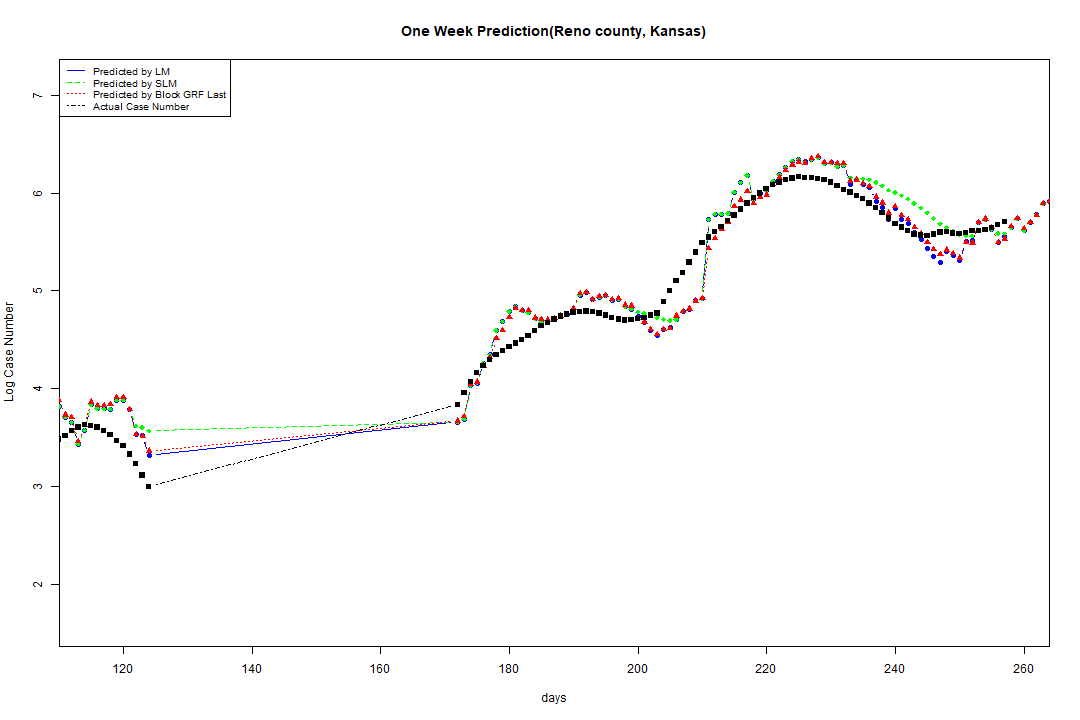 One Week Prediction(Reno county, Kansas)
Predicted by LM
Predicted by SLM
Predicted by Block GRF Last
Actual Case Number
7
6
5
4
3
2
Log Case Number
120 140 160 180 200 220 240 260
days